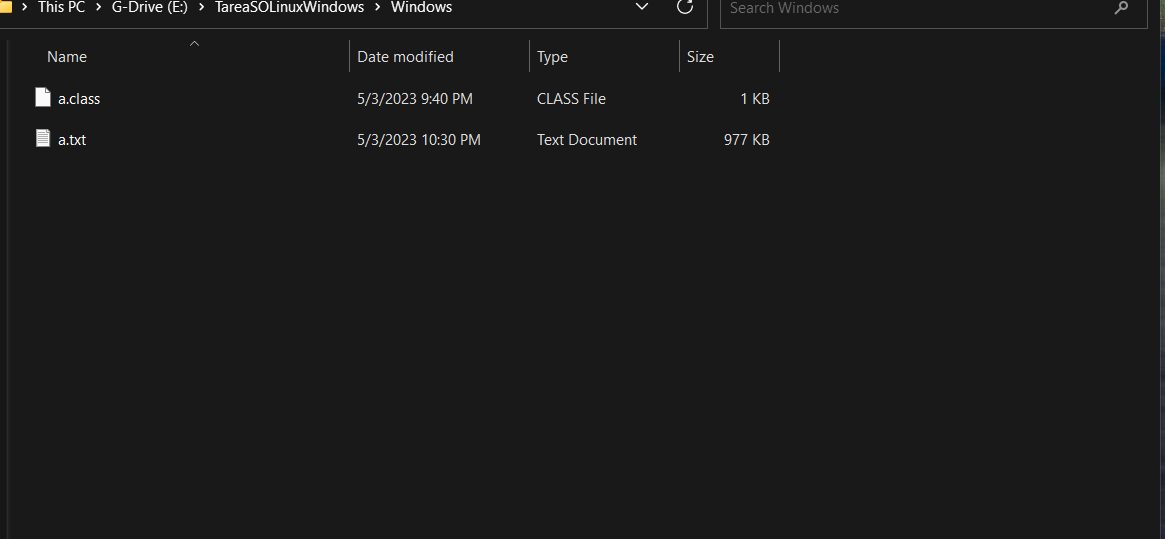 This PC > G-Drive (E:) > TareaSOLinuxWindows > Windows Search Windows
Name Date modified Type Size
a.class 5/3/2023 9:40 PM CLASS File 1 KB
a.txt 5/3/2023 10:30 PM Text Document 977 KB